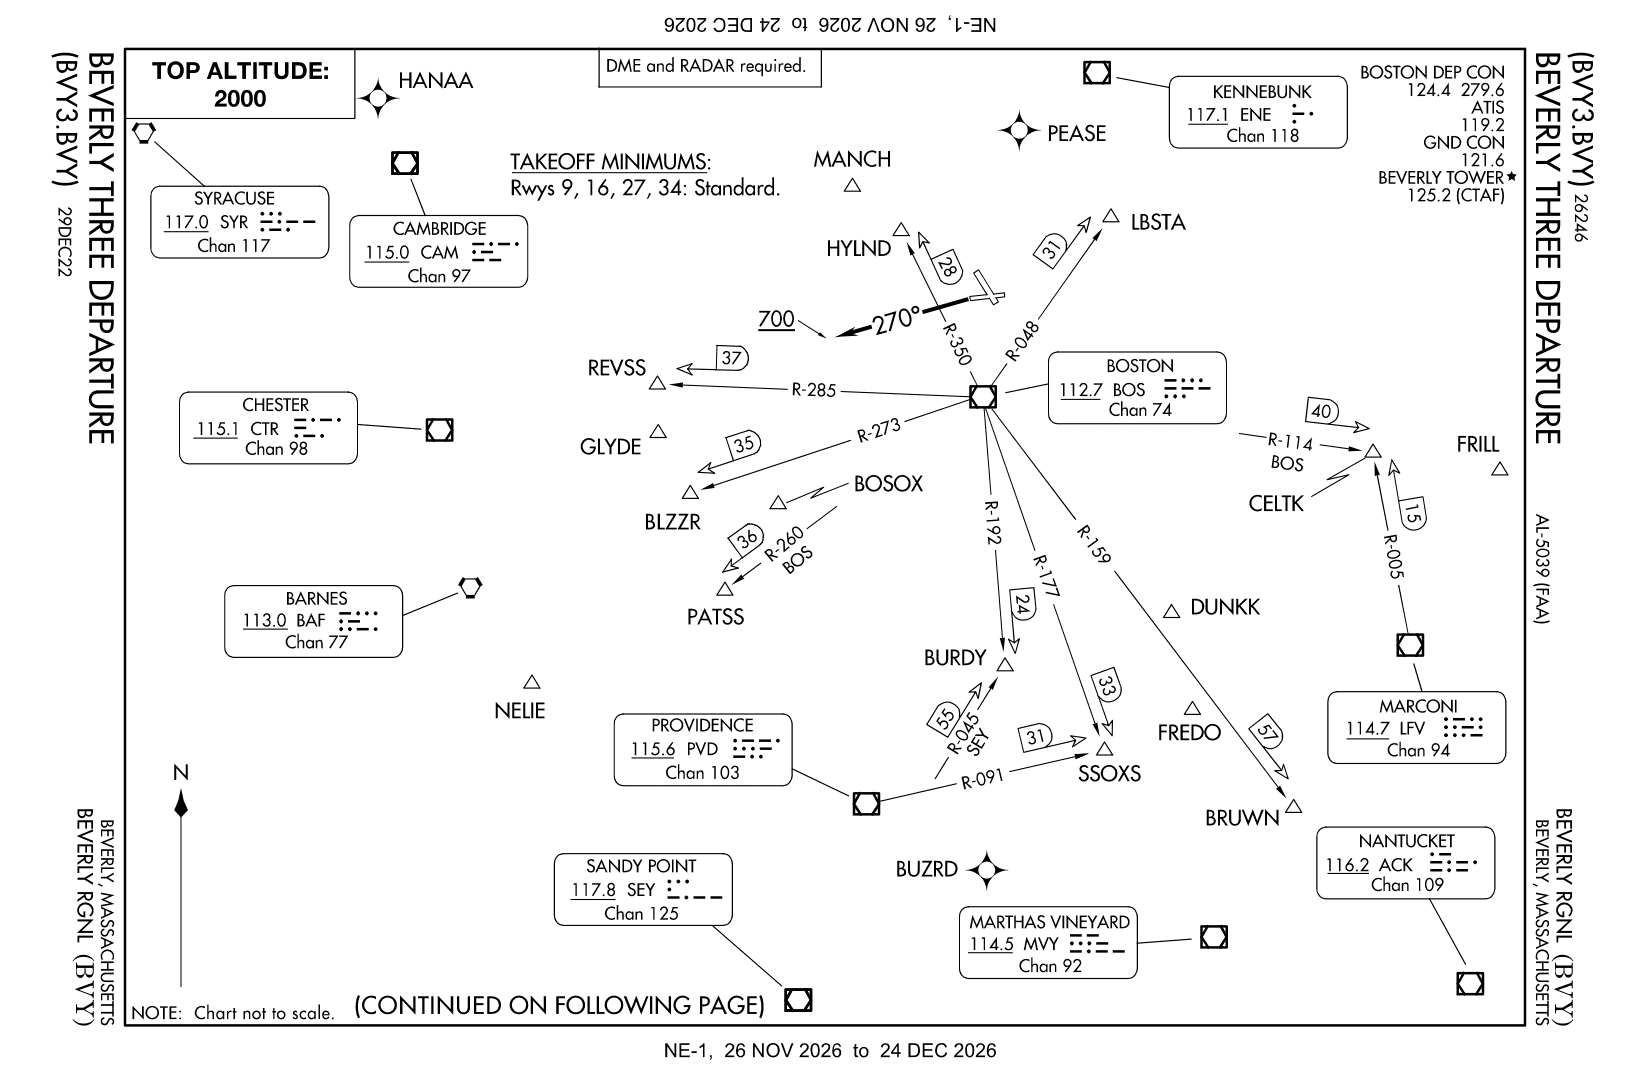 NE-1, 26 NOV 2026 to 24 DEC 2026
(BVY3.BVY) 29DEC22
BEVERLY THREE DEPARTURE
TOP ALTITUDE:
2000
HANAA
DME and RADAR required.
TAKEOFF MINIMUMS:
Rwys 9, 16, 27, 34: Standard.
KENNEBUNK
117.1 ENE
Chan 118
PEASE
BOSTON DEP CON
124.4 279.6
ATIS
119.2
GND CON
121.6
BEVERLY TOWER★
125.2 (CTAF)
(BVY3.BVY) 26246
BEVERLY THREE DEPARTURE
SYRACUSE
117.0 SYR
Chan 117
CAMBRIDGE
115.0 CAM
Chan 97
MANCH
HYLND
28
31
LBSTA
270°
700
R-350
R-048
REVSS
37
R-285
BOSTON
112.7 BOS
Chan 74
CHESTER
115.1 CTR
Chan 98
GLYDE
35
R-273
BLZZR
BOSOX
36
R-260
BOS
PATSS
40
R-114
BOS
CELTK
FRILL
15
R-005
R-192
R-177
R-159
24
DUNKK
BARNES
113.0 BAF
Chan 77
NELIE
BURDY
33
FREDO
57
MARCONI
114.7 LFV
Chan 94
PROVIDENCE
115.6 PVD
Chan 103
55
R-045
SEY
31
R-091
SSOXS
BRUWN
N
SANDY POINT
117.8 SEY
Chan 125
BUZRD
MARTHAS VINEYARD
114.5 MVY
Chan 92
NANTUCKET
116.2 ACK
Chan 109
NOTE: Chart not to scale.
(CONTINUED ON FOLLOWING PAGE)
AL-5039 (FAA)
BEVERLY, MASSACHUSETTS
BEVERLY RGNL (BVY)
BEVERLY RGNL (BVY)
BEVERLY, MASSACHUSETTS
NE-1, 26 NOV 2026 to 24 DEC 2026